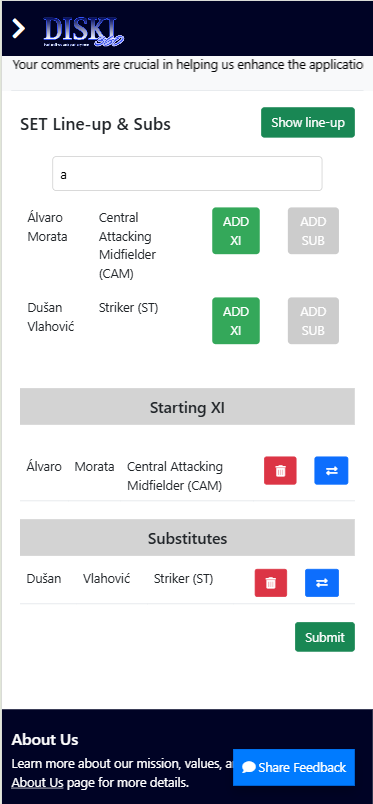 DISKI
360
Your comments are crucial in helping us enhance the applicatio
SET Line-up & Subs
Show line-up
a
Álvaro Morata
Central Attacking Midfielder (CAM)
ADD XI
ADD SUB
Dušan Vlahović
Striker (ST)
ADD XI
ADD SUB
Starting XI
Álvaro Morata Central Attacking
Midfielder (CAM)
Substitutes
Dušan Vlahović Striker (ST)
Submit
About Us
Learn more about our mission, values, a
Share Feedback
About Us page for more details.